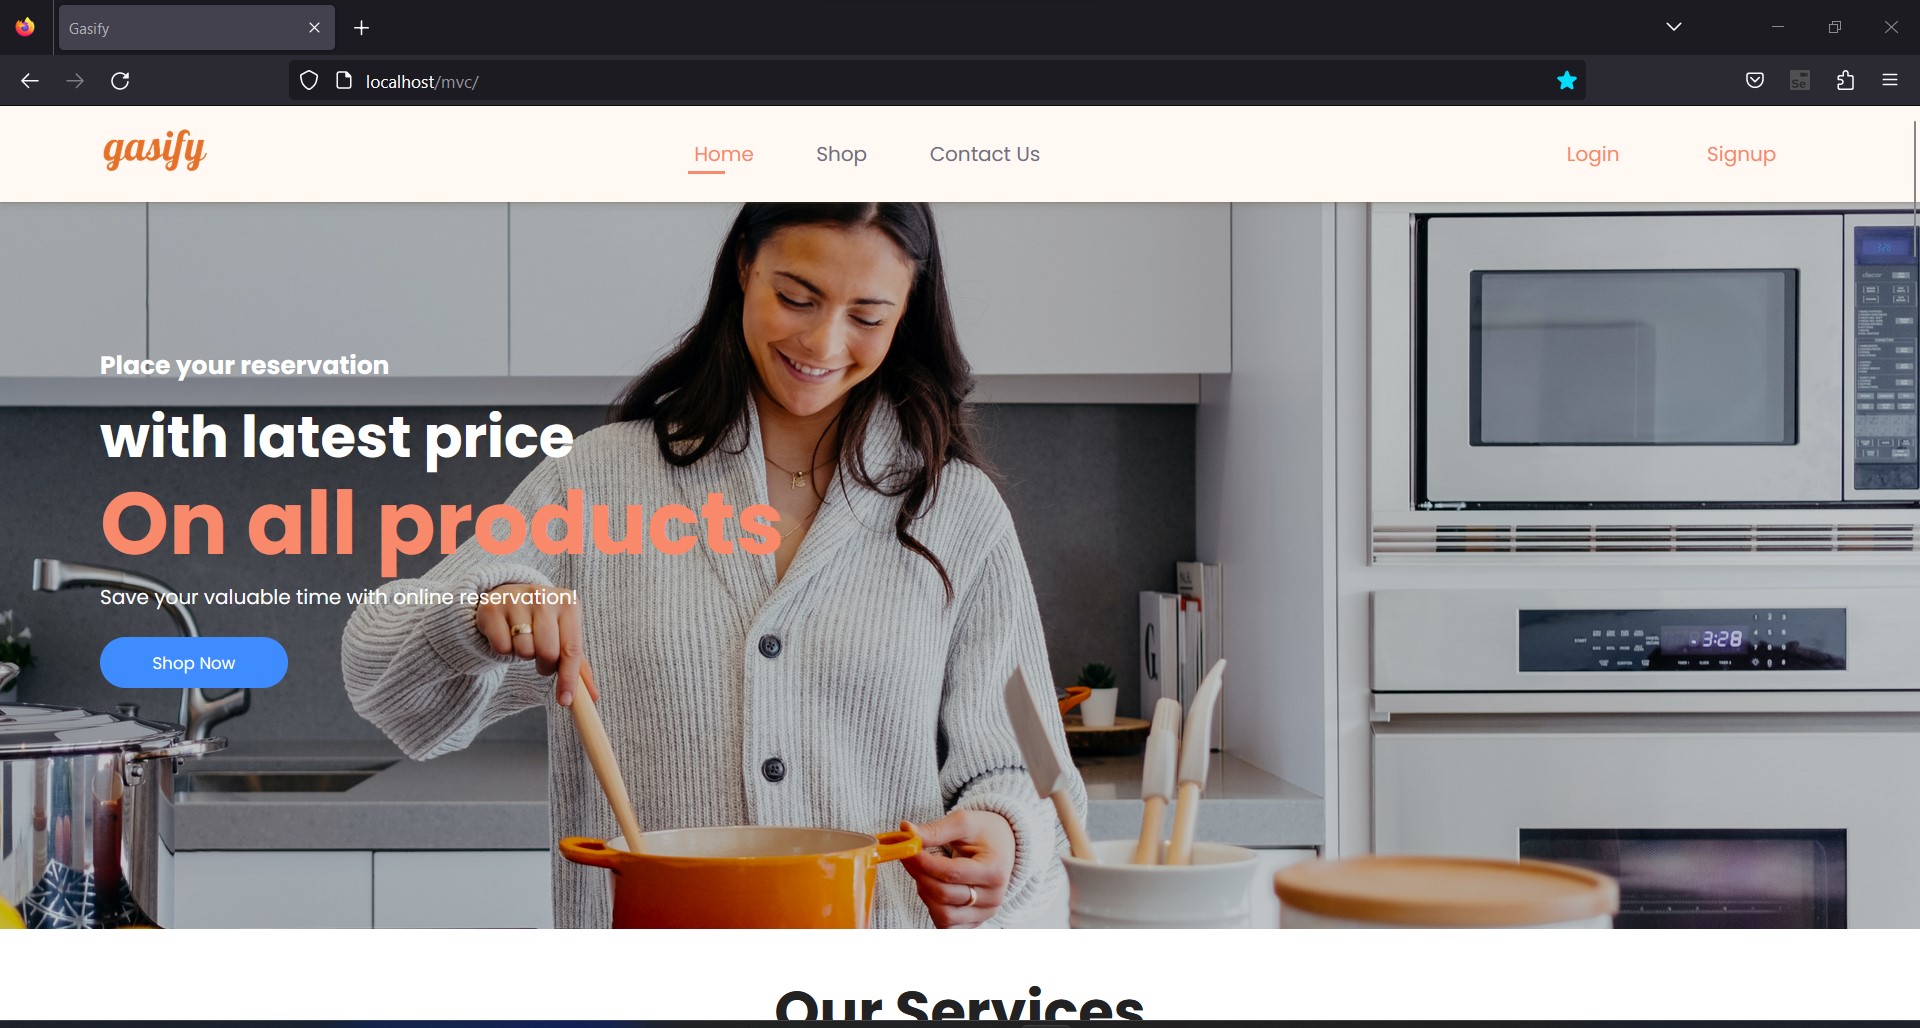 Gasify
localhost/mvc/
gasify
Home
Shop
Contact Us
Login
Signup
Place your reservation
with latest price
On all products
Save your valuable time with online reservation!
Shop Now
3:28
Our Services